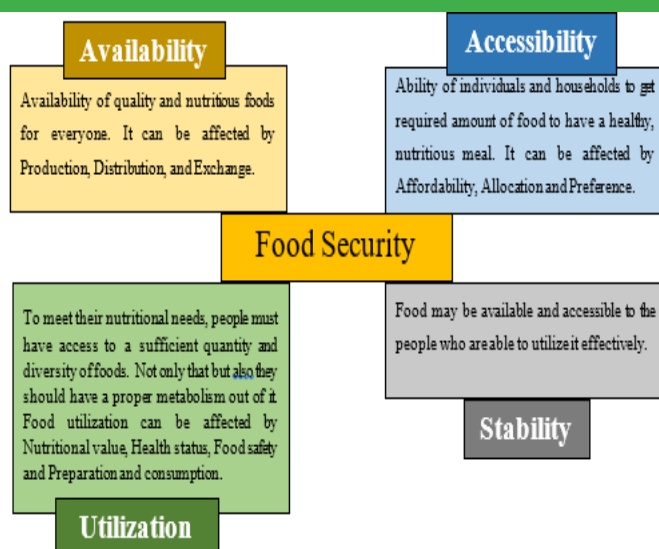 Availability
Availability of quality and nutritious foods
for everyone. It can be affected by
Production, Distribution, and Exchange.
Accessibility
Ability of individuals and households to get
required amount of food to have a healthy,
nutritious meal. It can be affected by
Affordability, Allocation and Preference.
Food Security
To meet their nutritional needs, people must
have access to a sufficient quantity and
diversity of foods. Not only that but also they
should have a proper metabolism out of it.
Food utilization can be affected by
Nutritional value, Health status, Food safety
and Preparation and consumption.
Utilization
Food may be available and accessible to the
people who are able to utilize it effectively.
Stability